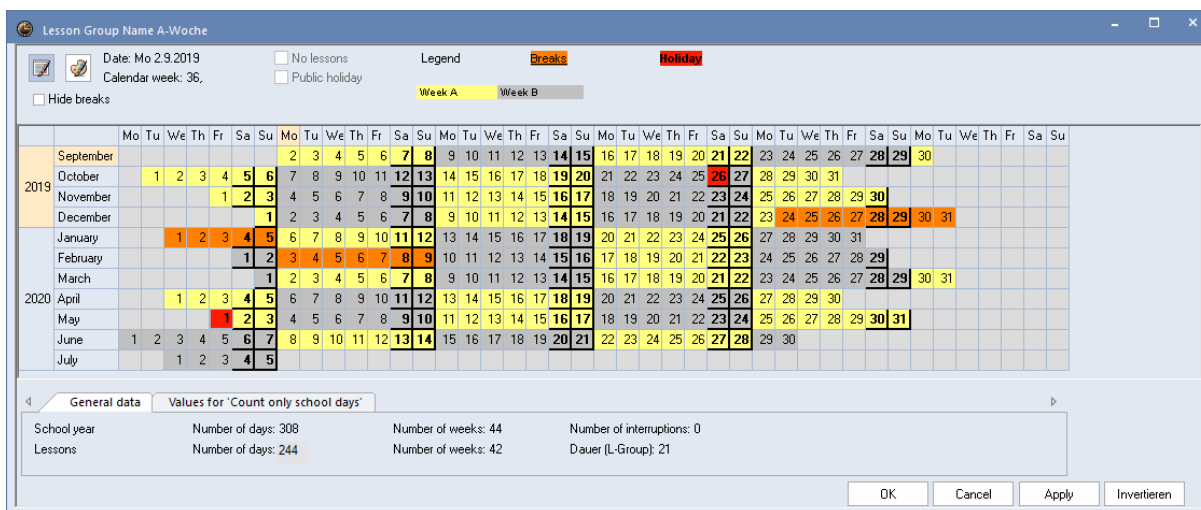 Lesson Group Name A-Woche
Date: Mo 2.9.2019 No lessons Legend Breaks Holiday
Calendar week: 36, Public holiday
Hide breaks Week A Week B
Mo Tu We Th Fr Sa Su Mo Tu We Th Fr Sa Su Mo Tu We Th Fr Sa Su Mo Tu We Th Fr Sa Su Mo Tu We Th Fr Sa Su Mo Tu We Th Fr Sa Su
2019
September 2 3 4 5 6 7 8 9 10 11 12 13 14 15 16 17 18 19 20 21 22 23 24 25 26 27 28 29 30
October 1 2 3 4 5 6 7 8 9 10 11 12 13 14 15 16 17 18 19 20 21 22 23 24 25 26 27 28 29 30 31
November 1 2 3 4 5 6 7 8 9 10 11 12 13 14 15 16 17 18 19 20 21 22 23 24 25 26 27 28 29 30
December 1 2 3 4 5 6 7 8 9 10 11 12 13 14 15 16 17 18 19 20 21 22 23 24 25 26 27 28 29 30 31
2020
January 1 2 3 4 5 6 7 8 9 10 11 12 13 14 15 16 17 18 19 20 21 22 23 24 25 26 27 28 29 30 31
February 1 2 3 4 5 6 7 8 9 10 11 12 13 14 15 16 17 18 19 20 21 22 23 24 25 26 27 28 29
March 1 2 3 4 5 6 7 8 9 10 11 12 13 14 15 16 17 18 19 20 21 22 23 24 25 26 27 28 29 30 31
April 1 2 3 4 5 6 7 8 9 10 11 12 13 14 15 16 17 18 19 20 21 22 23 24 25 26 27 28 29 30
May 1 2 3 4 5 6 7 8 9 10 11 12 13 14 15 16 17 18 19 20 21 22 23 24 25 26 27 28 29 30 31
June 1 2 3 4 5 6 7 8 9 10 11 12 13 14 15 16 17 18 19 20 21 22 23 24 25 26 27 28 29 30
July 1 2 3 4 5
General data Values for 'Count only school days'
School year Number of days: 308 Number of weeks: 44 Number of interruptions: 0
Lessons Number of days: 244 Number of weeks: 42 Dauer (L-Group): 21
OK Cancel Apply Invertieren